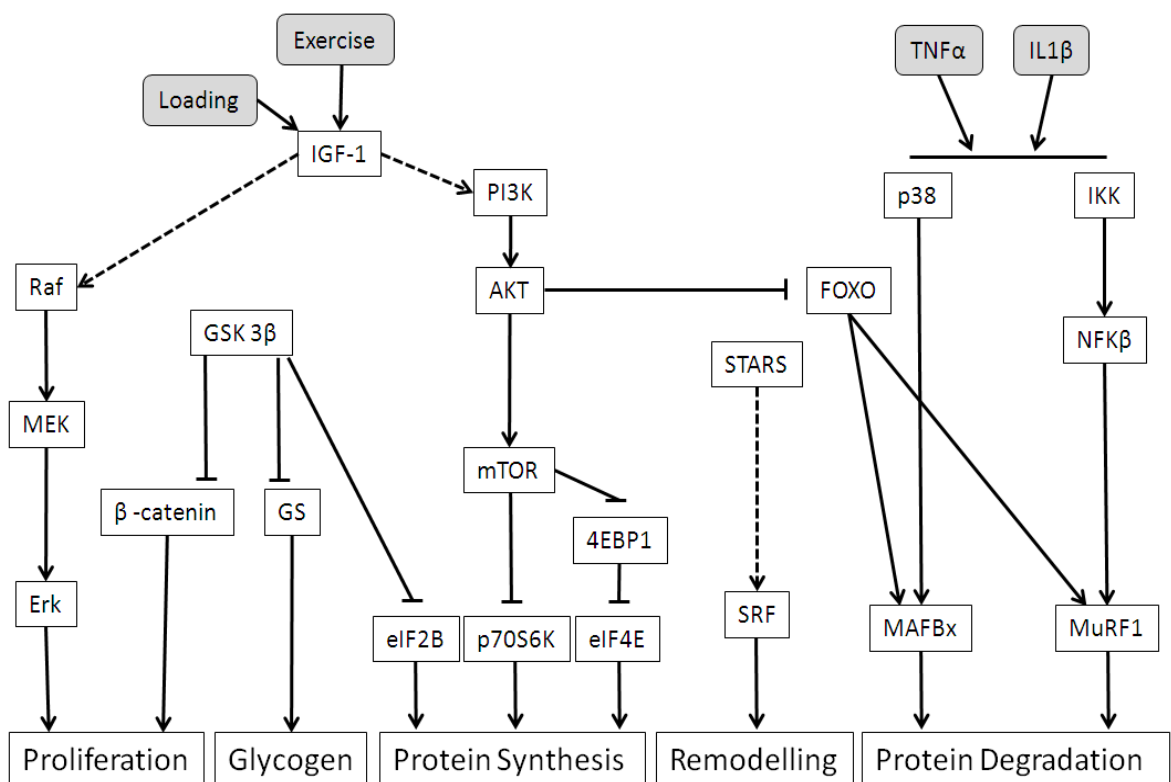 Exercise
TNFα
IL1β
Loading
IGF-1
PI3K
p38
IKK
Raf
AKT
FOXO
GSK 3β
NFKβ
STARS
MEK
mTOR
β -catenin
GS
4EBP1
Erk
SRF
MAFBx
MuRF1
eIF2B
p70S6K
eIF4E
Proliferation
Glycogen
Protein Synthesis
Remodelling
Protein Degradation